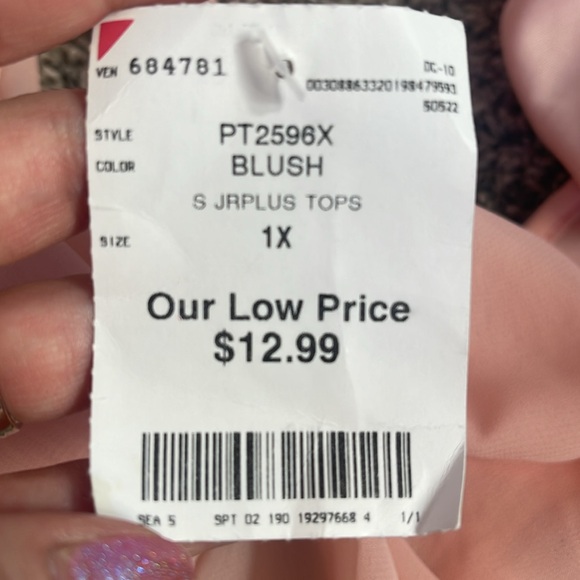 VEN 684781 DC-10
50522
STYLE PT2596X
COLOR BLUSH
S JRPLUS TOPS
SIZE 1X
Our Low Price
$12.99
SEA 5 SPT 02 190 19297668 4 1/1